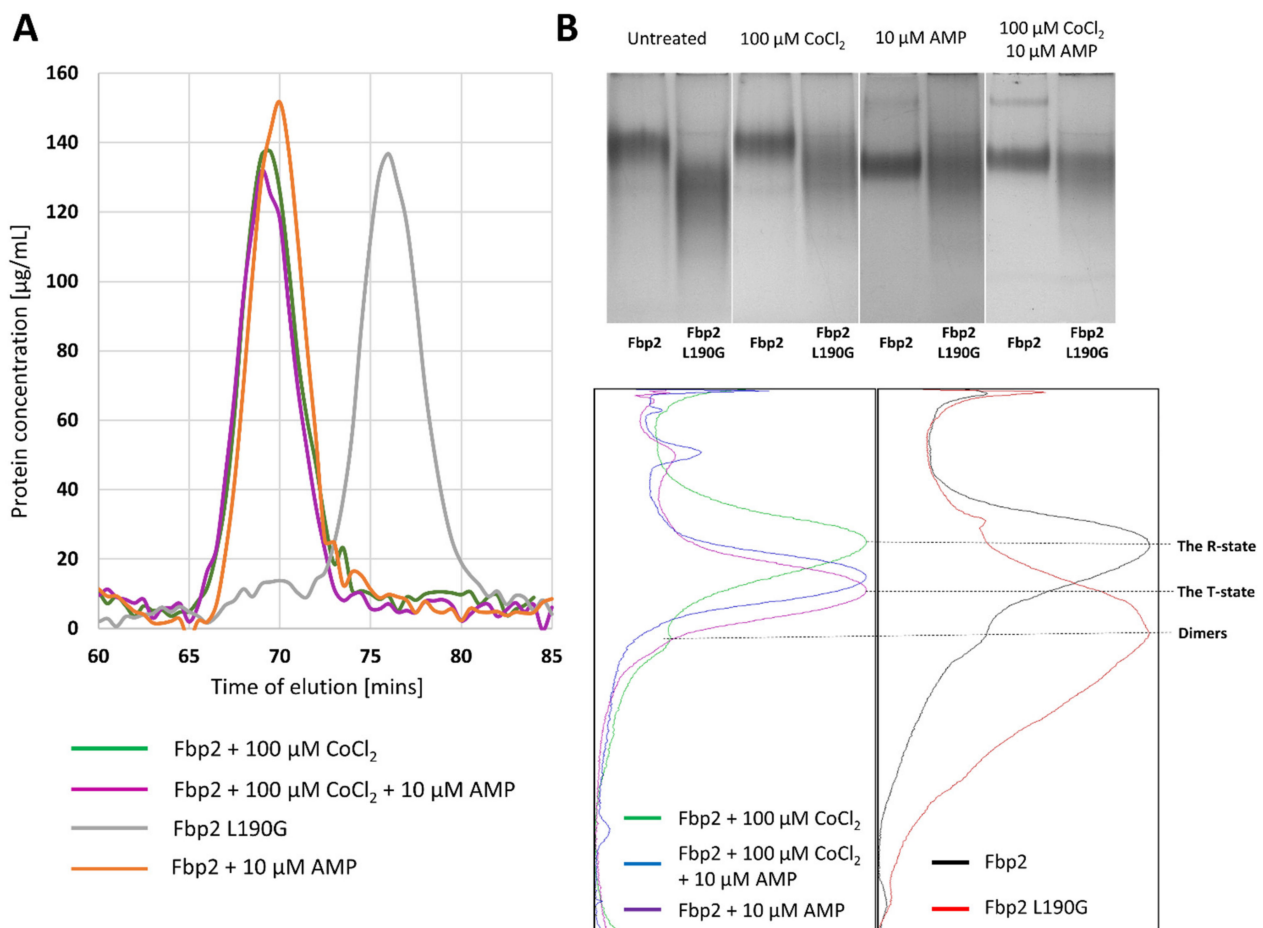 A
160
140
120
100
80
60
40
20
0
60 65 70 75 80 85
Protein concentration [µg/mL]
Time of elution [mins]
Fbp2 + 100 µM CoCl₂
Fbp2 + 100 µM CoCl₂ + 10 µM AMP
Fbp2 L190G
Fbp2 + 10 µM AMP
B
Untreated
100 µM CoCl₂
10 µM AMP
100 µM CoCl₂
10 µM AMP
Fbp2
Fbp2
L190G
Fbp2
Fbp2
L190G
Fbp2
Fbp2
L190G
Fbp2
Fbp2
L190G
The R-state
The T-state
Dimers
Fbp2 + 100 µM CoCl₂
Fbp2 + 100 µM CoCl₂
+ 10 µM AMP
Fbp2 + 10 µM AMP
Fbp2
Fbp2 L190G